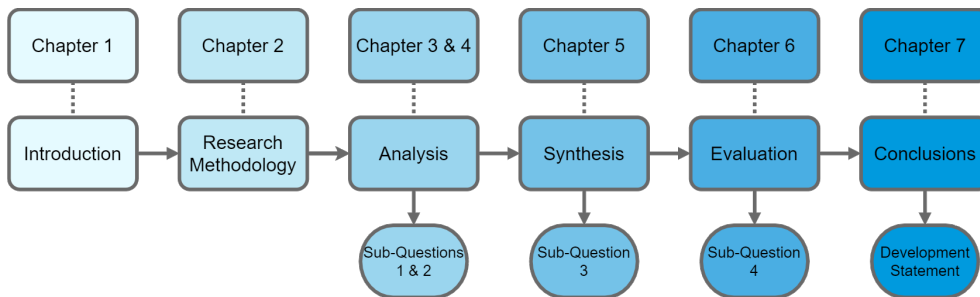 Chapter 1
Chapter 2
Chapter 3 & 4
Chapter 5
Chapter 6
Chapter 7
Introduction
Research
Methodology
Analysis
Synthesis
Evaluation
Conclusions
Sub-Questions
1 & 2
Sub-Question
3
Sub-Question
4
Development
Statement